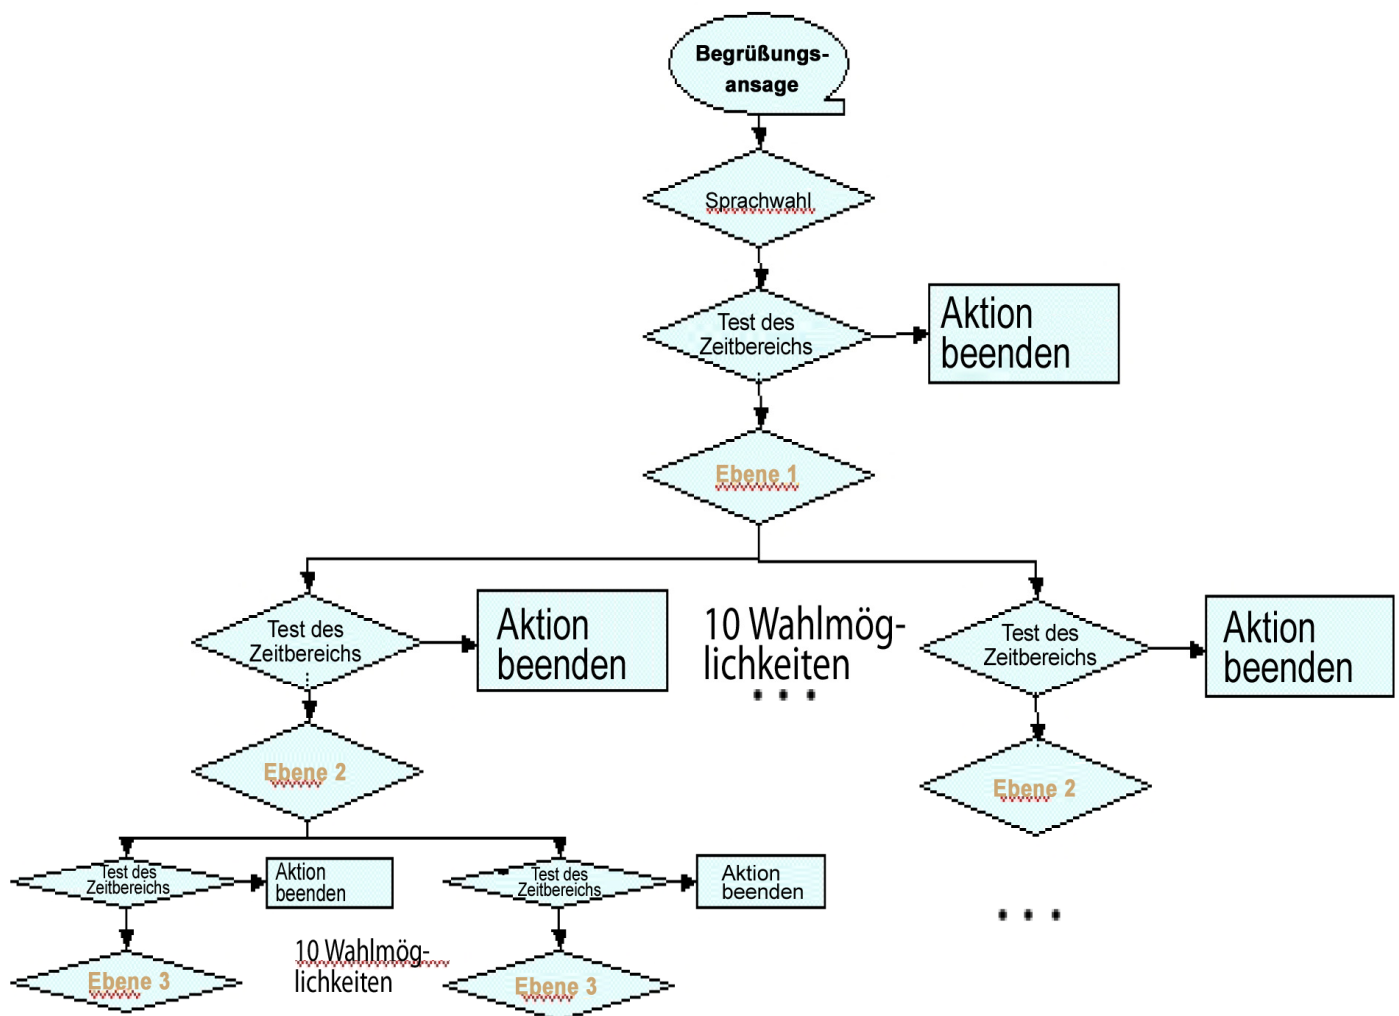 Begrüßungs-
ansage
Sprachwahl
Test des
Zeitbereichs
Aktion
beenden
Ebene 1
Test des
Zeitbereichs
Aktion
beenden
10 Wahlmög-
lichkeiten
...
Test des
Zeitbereichs
Aktion
beenden
Ebene 2
Ebene 2
Test des
Zeitbereichs
Aktion
beenden
Test des
Zeitbereichs
Aktion
beenden
...
Ebene 3
10 Wahlmög-
lichkeiten
Ebene 3